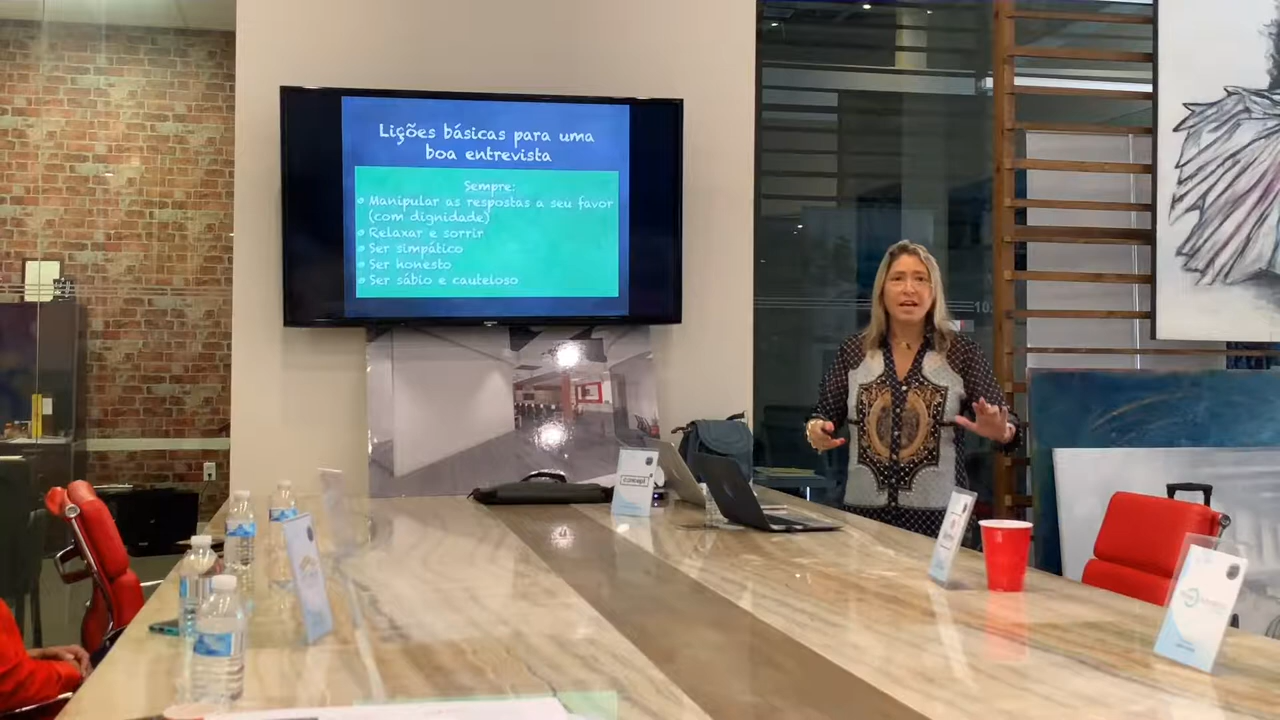 Lições básicas para uma
boa entrevista
Sempre:
Manipular as respostas a seu favor
(com dignidade)
Relaxar e sorrir
Ser simpático
Ser honesto
Ser sábio e cauteloso